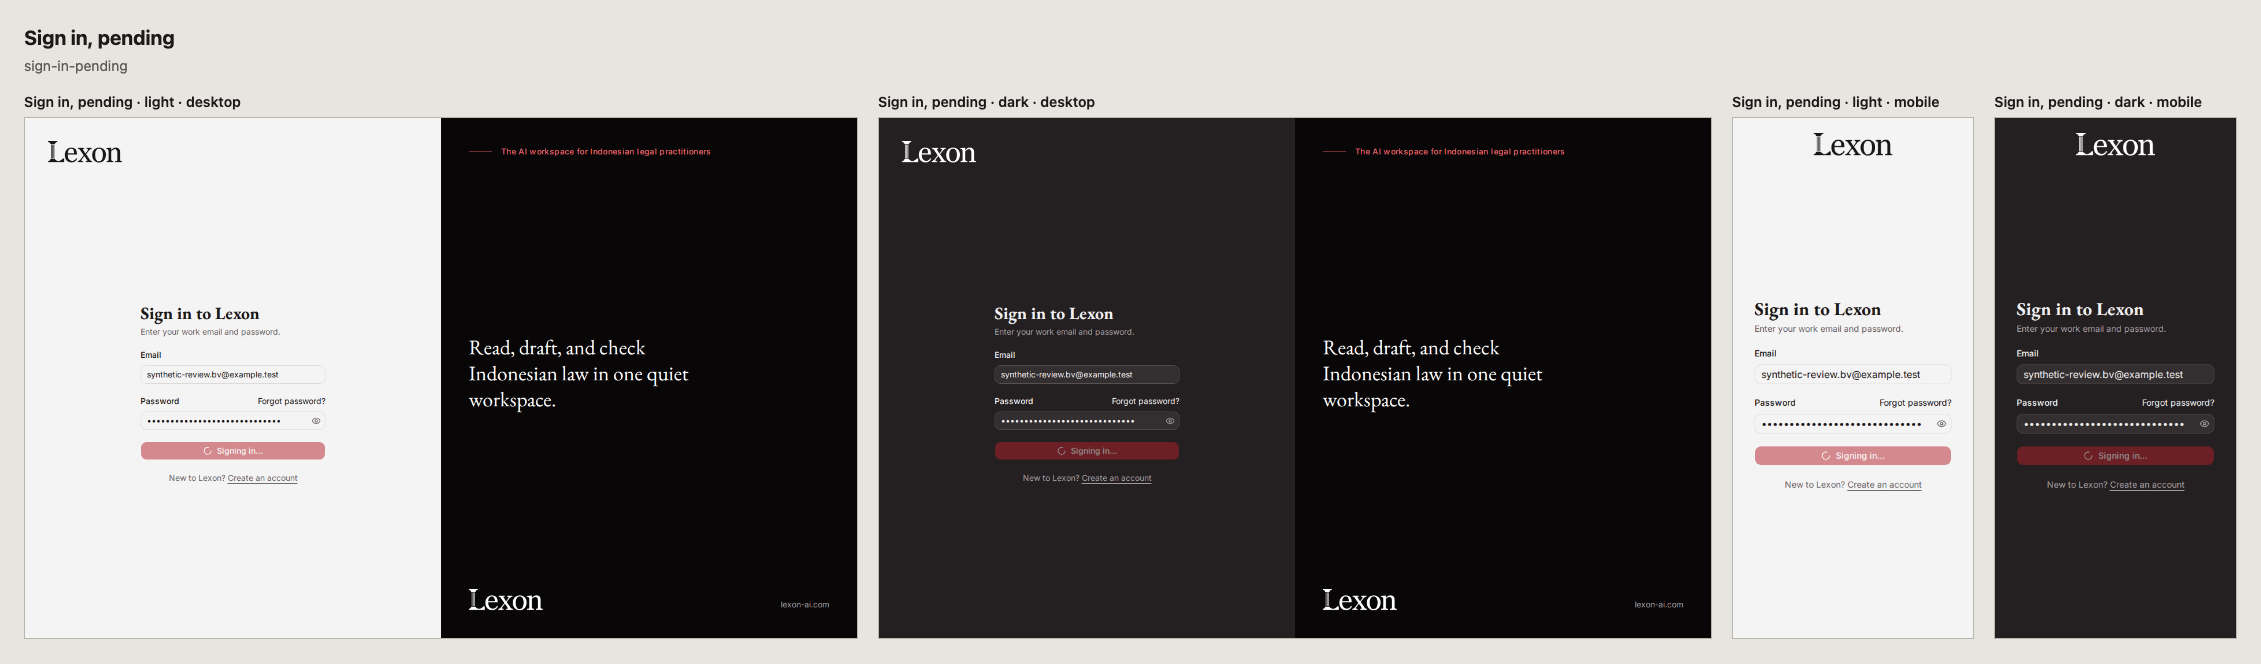 Sign in, pending
sign-in-pending
Sign in, pending · light · desktop
Lexon
Sign in to Lexon
Enter your work email and password.
Email
synthetic-review.bv@example.test
Password Forgot password?
Signing in...
New to Lexon? Create an account
The AI workspace for Indonesian legal practitioners
Read, draft, and check
Indonesian law in one quiet
workspace.
Lexon lexon-ai.com
Sign in, pending · dark · desktop
Lexon
Sign in to Lexon
Enter your work email and password.
Email
synthetic-review.bv@example.test
Password Forgot password?
Signing in...
New to Lexon? Create an account
The AI workspace for Indonesian legal practitioners
Read, draft, and check
Indonesian law in one quiet
workspace.
Lexon lexon-ai.com
Sign in, pending · light · mobile
Lexon
Sign in to Lexon
Enter your work email and password.
Email
synthetic-review.bv@example.test
Password Forgot password?
Signing in...
New to Lexon? Create an account
Sign in, pending · dark · mobile
Lexon
Sign in to Lexon
Enter your work email and password.
Email
synthetic-review.bv@example.test
Password Forgot password?
Signing in...
New to Lexon? Create an account